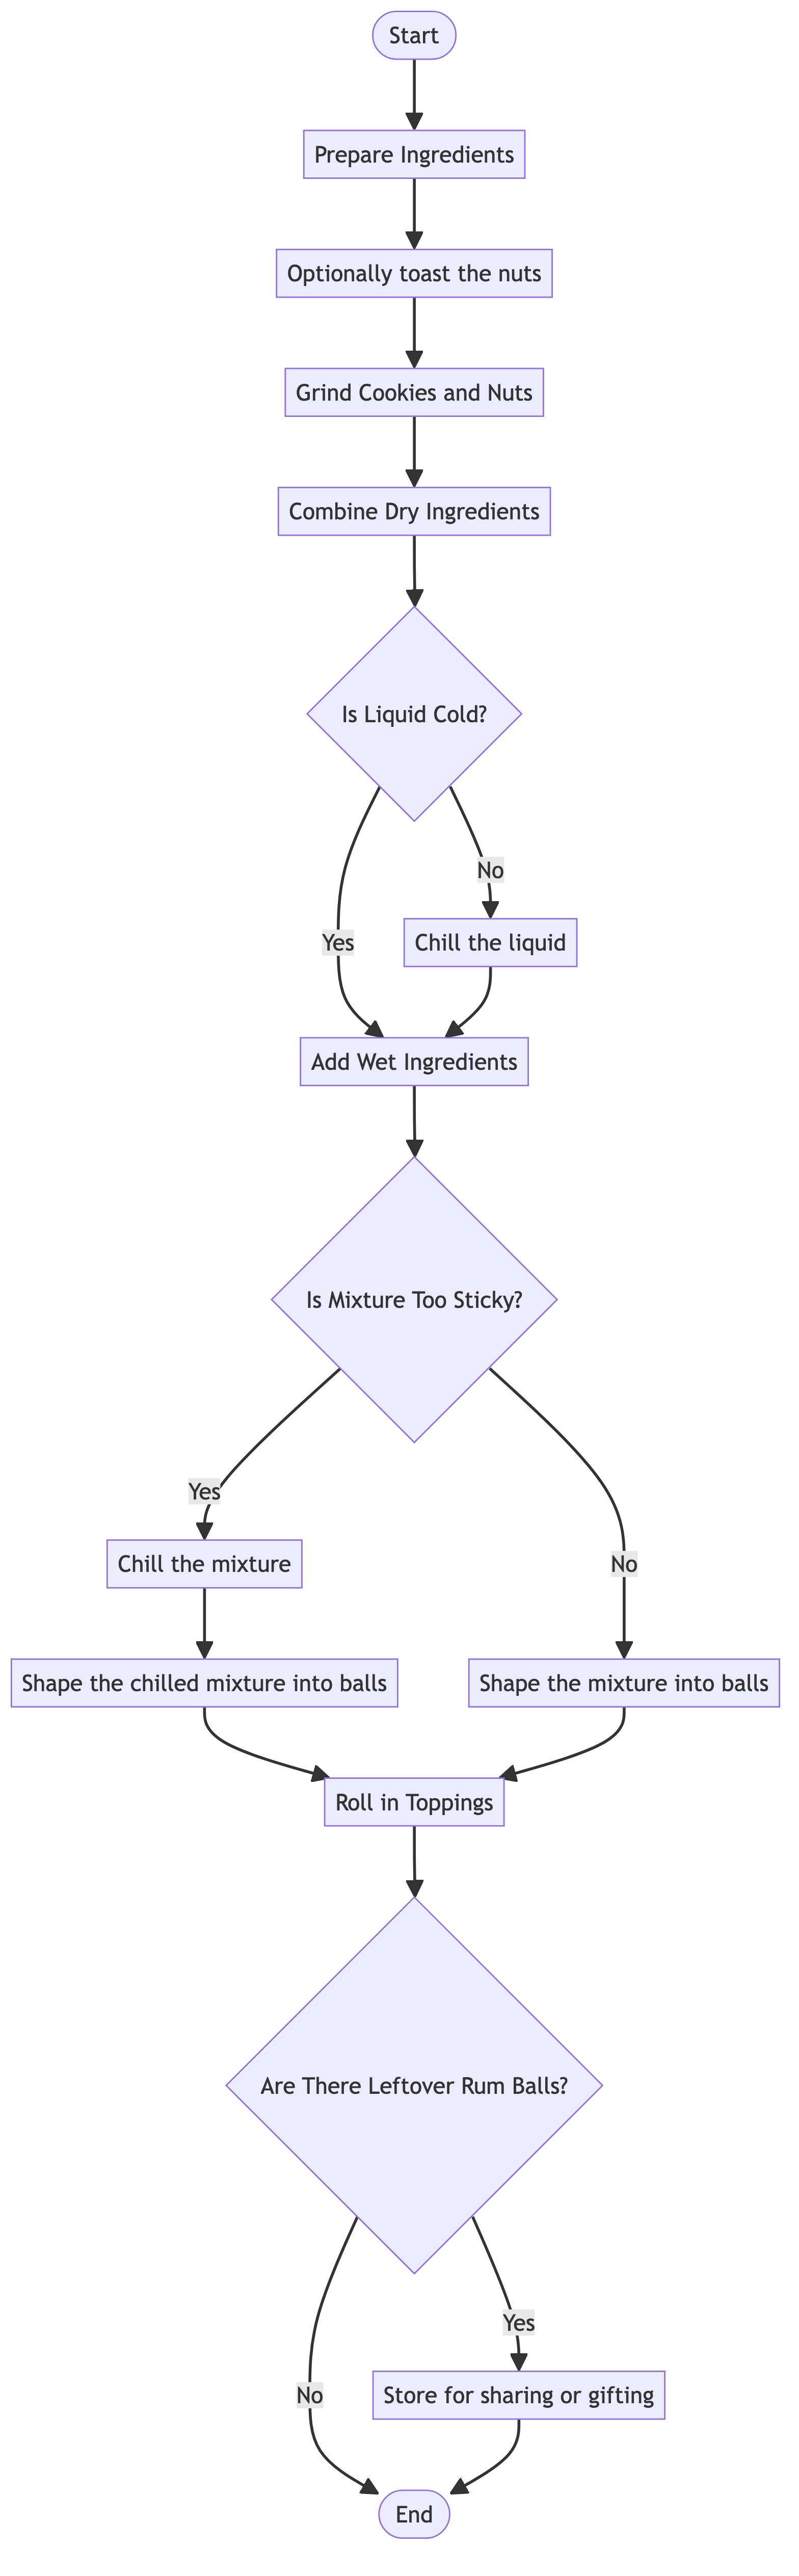 Start
Prepare Ingredients
Optionally toast the nuts
Grind Cookies and Nuts
Combine Dry Ingredients
Is Liquid Cold?
No
Yes
Chill the liquid
Add Wet Ingredients
Is Mixture Too Sticky?
Yes
Chill the mixture
No
Shape the chilled mixture into balls
Shape the mixture into balls
Roll in Toppings
Are There Leftover Rum Balls?
Yes
No
Store for sharing or gifting
End